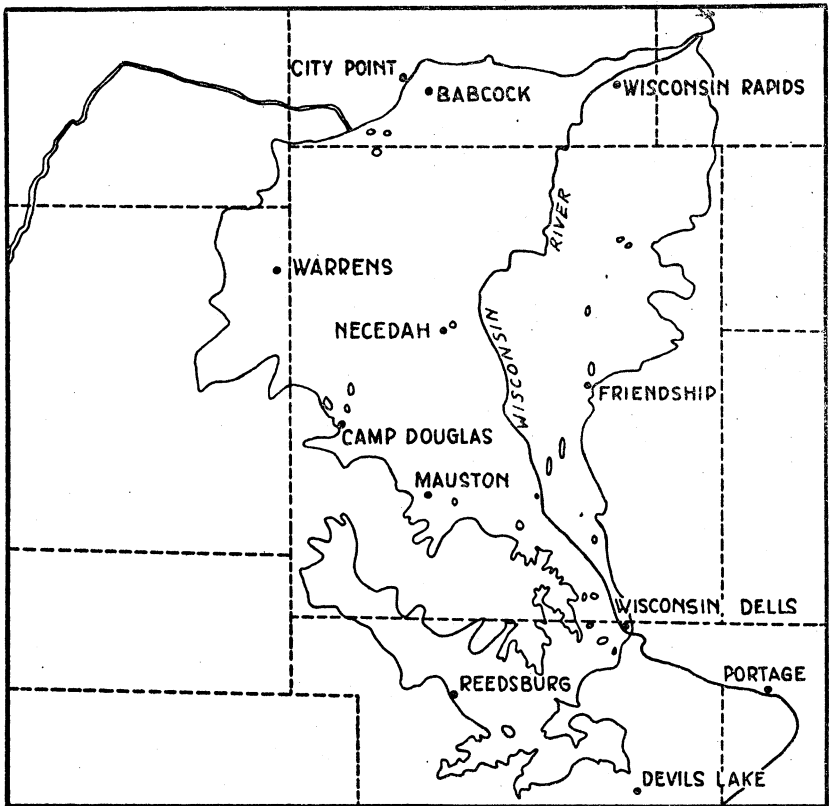 CITY POINT
BABCOCK
WISCONSIN RAPIDS
RIVER
WARRENS
NECEDAH
WISCONSIN
FRIENDSHIP
CAMP DOUGLAS
MAUSTON
WISCONSIN DELLS
REEDSBURG
PORTAGE
DEVILS LAKE